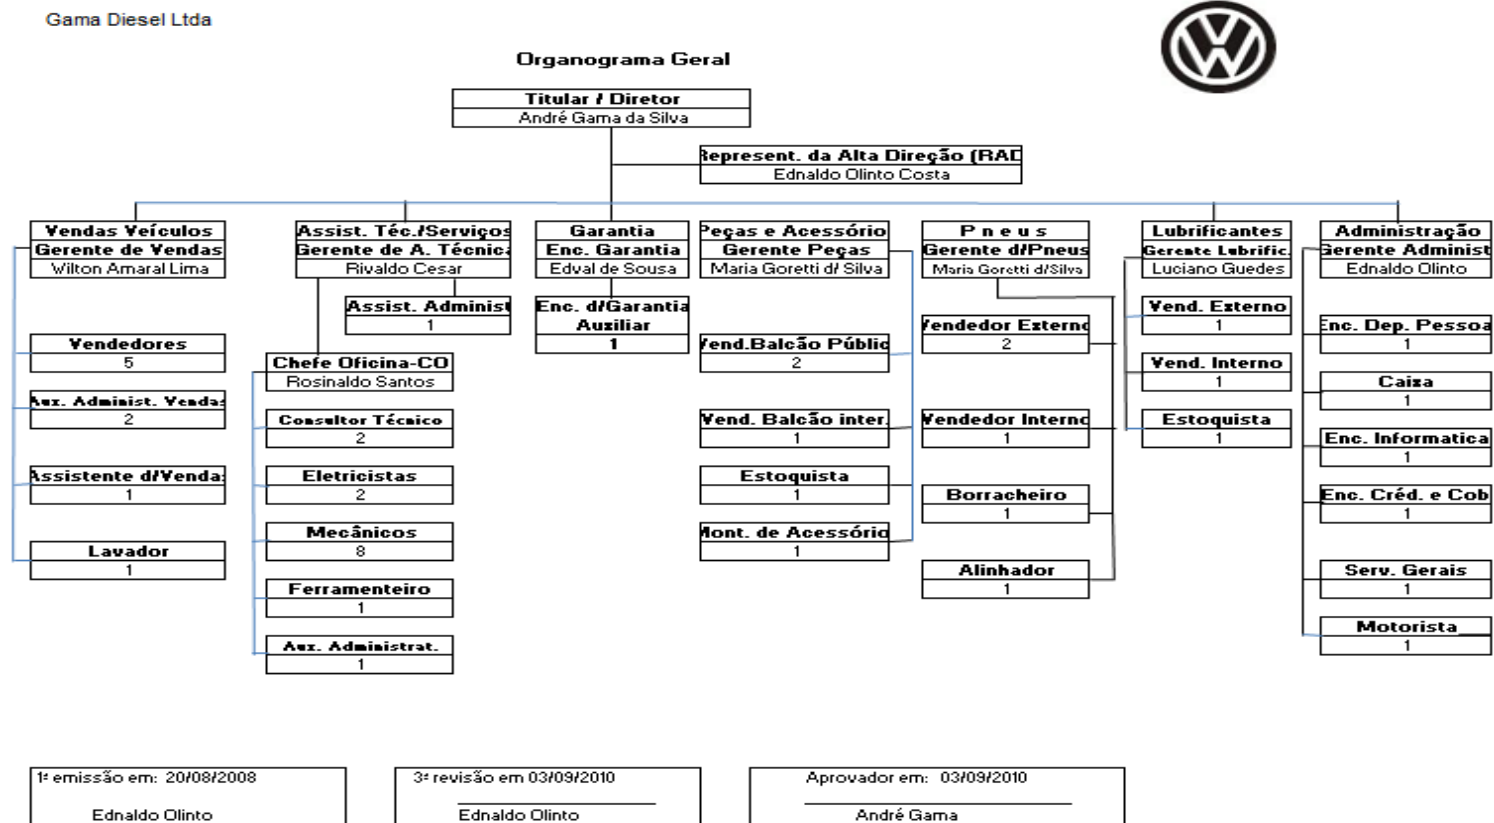 Gama Diesel Ltda
Organograma Geral
Titular / Diretor
André Gama da Silva
Represent. da Alta Direção (RAD
Ednaldo Olinto Costa
Vendas Veículos
Gerente de Vendas
Wilton Amaral Lima
Vendedores
5
Aux. Administ. Vendas
2
Assistente d/Vendas
1
Lavador
1
Assist. Téc./Serviços
Gerente de A. Técnica
Rivaldo Cesar
Assist. Administ
1
Chefe Oficina-CO
Rosinaldo Santos
Consultor Técnico
2
Eletricistas
2
Mecânicos
8
Ferramenteiro
1
Aux. Administrat.
1
Garantia
Enc. Garantia
Edval de Sousa
Enc. d/Garantia
Auxiliar
1
Peças e Acessório
Gerente Peças
Maria Goretti d/ Silva
Vend.Balcão Públic
2
Vend. Balcão inter.
1
Estoquista
1
Mont. de Acessório
1
P n e u s
Gerente d/Pneus
Maria Goretti d/Silva
Vendedor Externo
2
Vendedor Interno
1
Borracheiro
1
Alinhador
1
Lubrificantes
Gerente Lubrific.
Luciano Guedes
Vend. Externo
1
Vend. Interno
1
Estoquista
1
Administração
Gerente Administ
Ednaldo Olinto
Enc. Dep. Pessoa
1
Caixa
1
Enc. Informatica
1
Enc. Créd. e Cob
1
Serv. Gerais
1
Motorista
1
1ª emissão em: 20/08/2008
Ednaldo Olinto
3ª revisão em 03/09/2010
Ednaldo Olinto
Aprovador em: 03/09/2010
André Gama